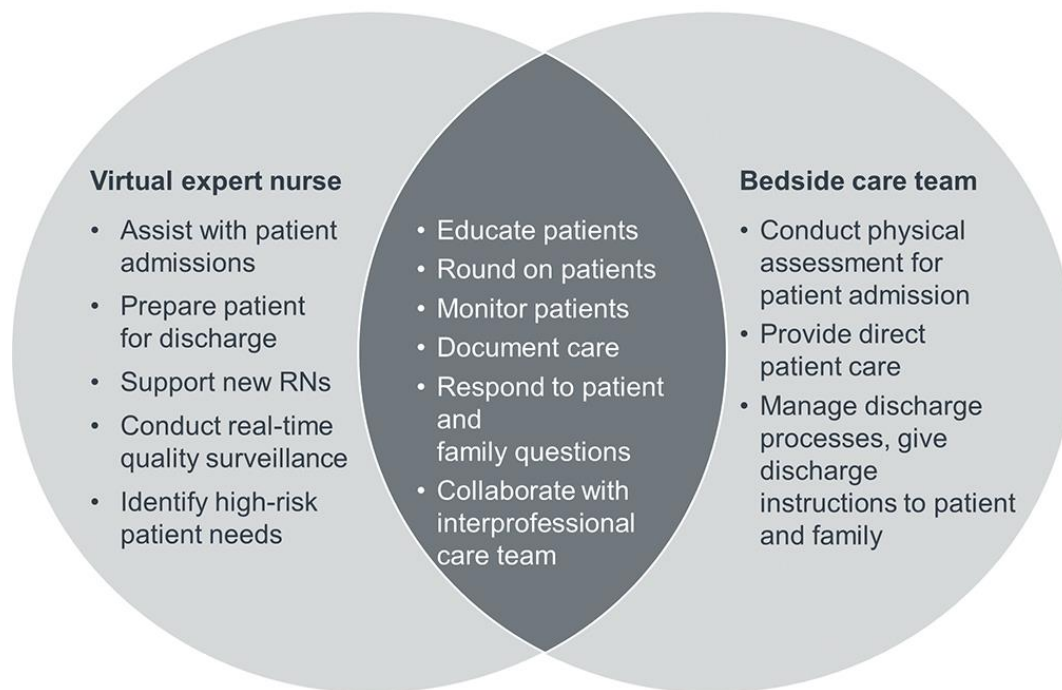 Virtual expert nurse
• Assist with patient
admissions
• Prepare patient
for discharge
• Support new RNs
• Conduct real-time
quality surveillance
• Identify high-risk
patient needs
• Educate patients
• Round on patients
• Monitor patients
• Document care
• Respond to patient
and
family questions
• Collaborate with
interprofessional
care team
Bedside care team
• Conduct physical
assessment for
patient admission
• Provide direct
patient care
• Manage discharge
processes, give
discharge
instructions to patient
and family